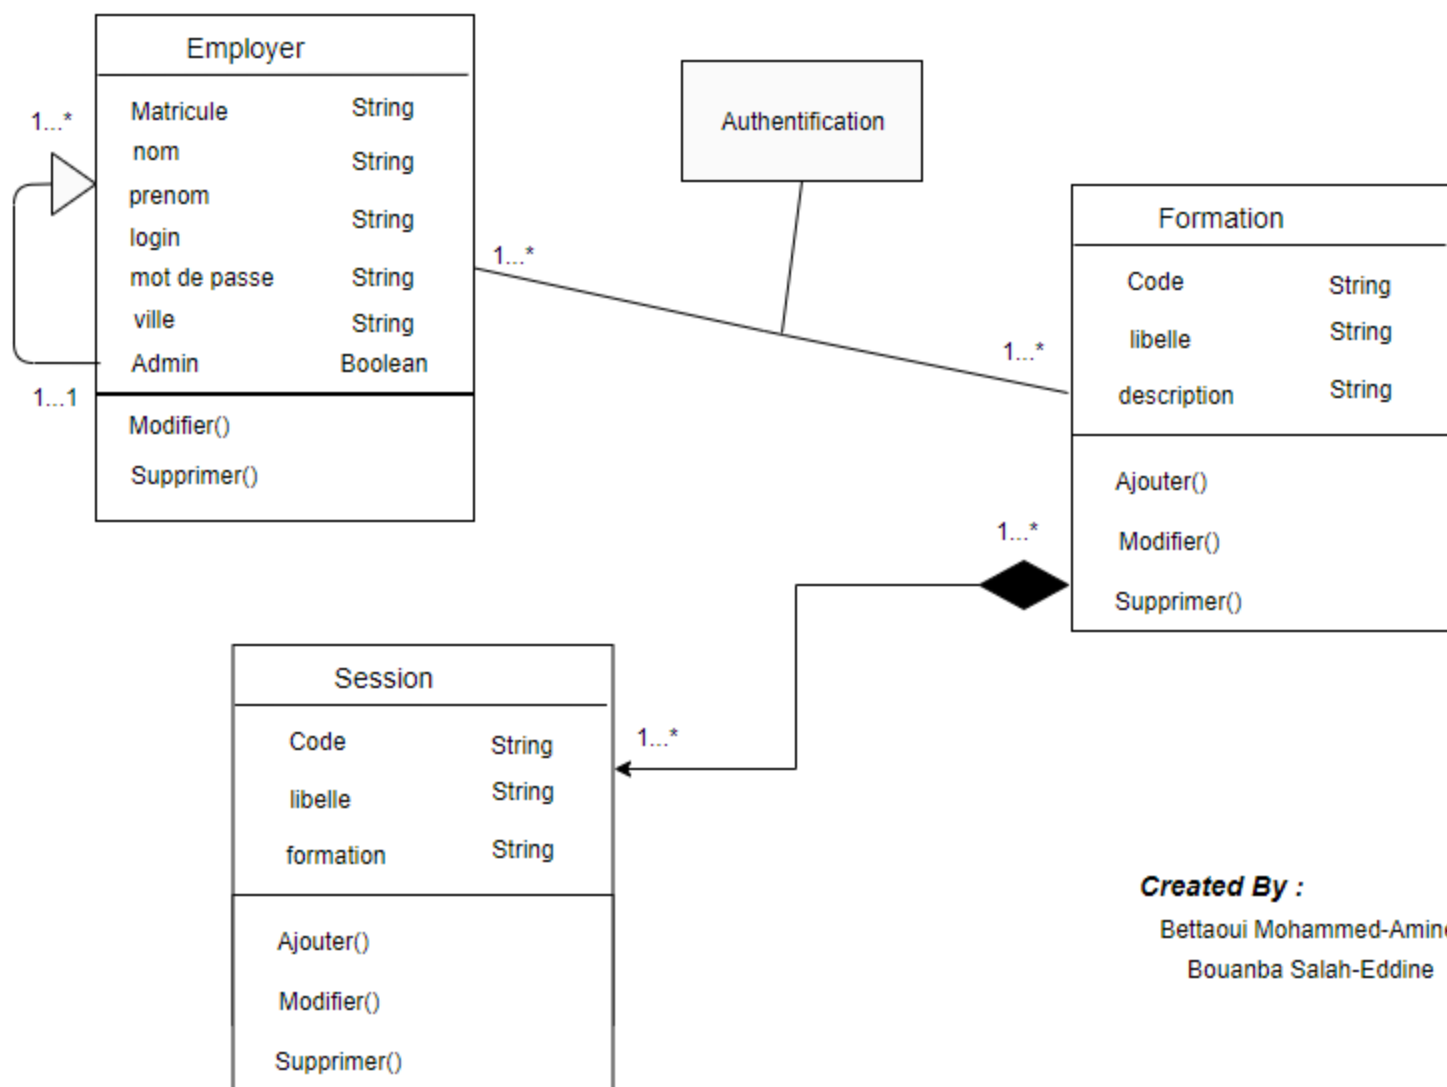 Employer
Matricule String
nom String
prenom
String
login
mot de passe String
ville String
Admin Boolean
Modifier()
Supprimer()
1...*
1...1
1...*
Authentification
1...*
Formation
Code String
libelle String
description String
Ajouter()
Modifier()
Supprimer()
1...*
1...*
Session
Code String
libelle String
formation String
Ajouter()
Modifier()
Supprimer()
Created By :
Bettaoui Mohammed-Amine
Bouanba Salah-Eddine